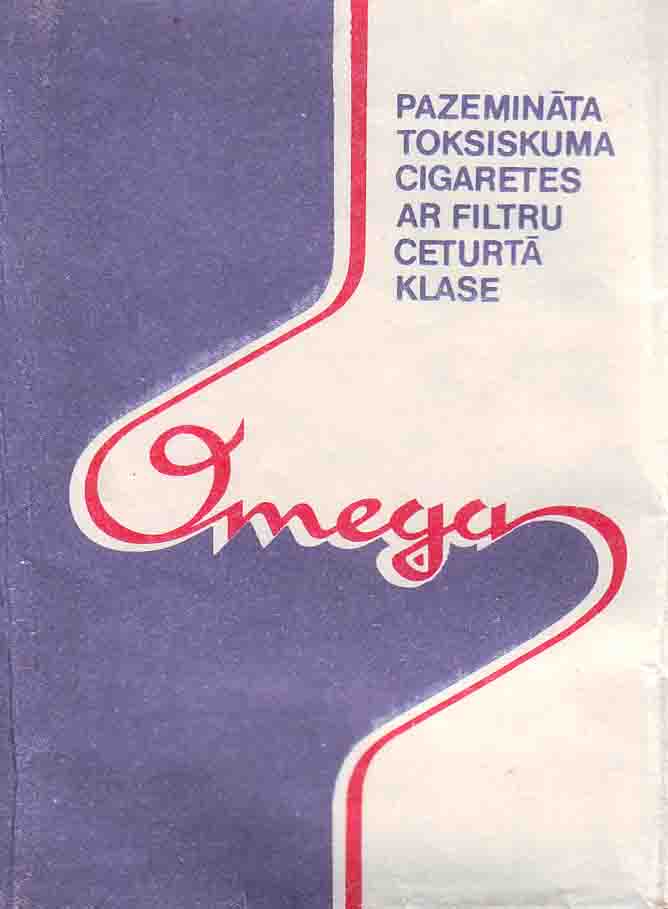 PAZEMINĀTA
TOKSISKUMA
CIGARETES
AR FILTRU
CETURTĀ
KLASE
Omega